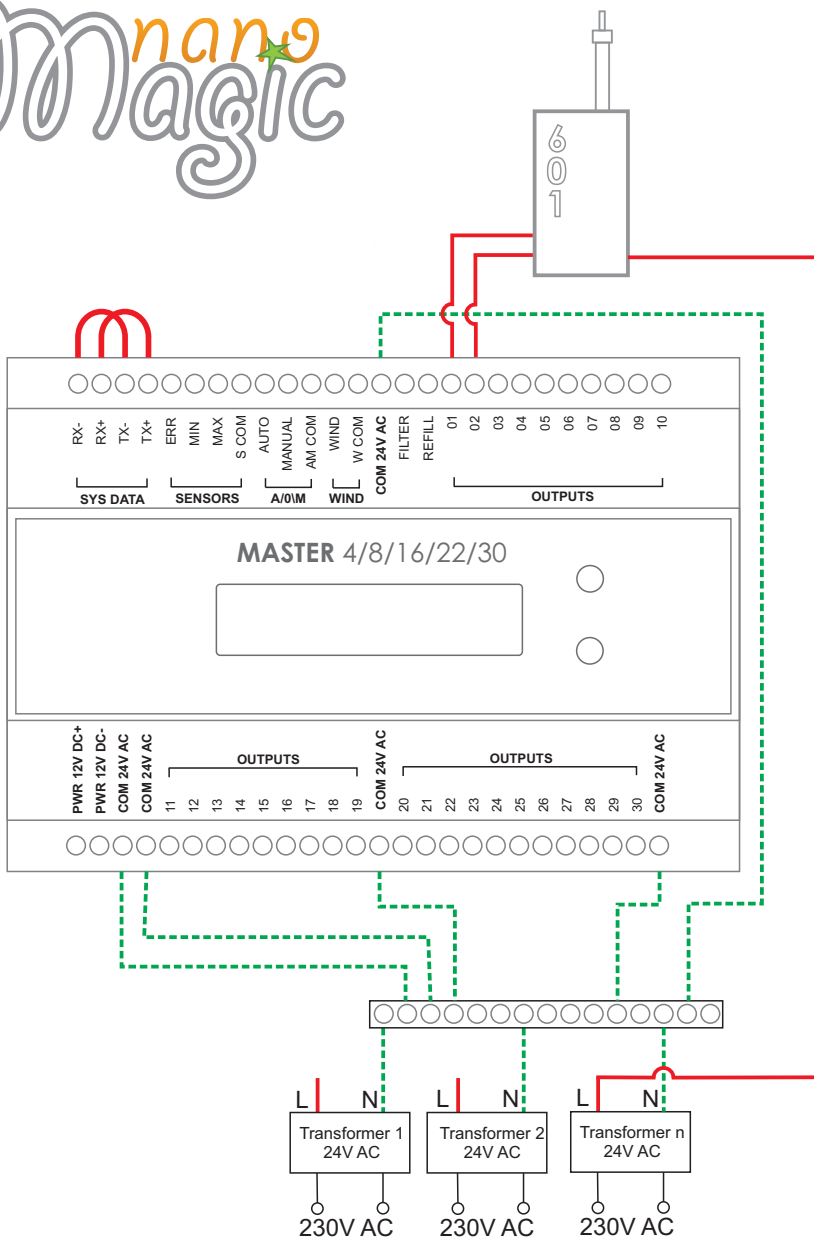 nano
Magic
601
RX-
RX+
TX-
TX+
ERR
MIN
MAX
S COM
AUTO
MANUAL
AM COM
WIND
W COM
COM 24V AC
FILTER
REFILL
01
02
03
04
05
06
07
08
09
10
SYS DATA
SENSORS
A/0\M
WIND
OUTPUTS
MASTER 4/8/16/22/30
PWR 12V DC+
PWR 12V DC-
COM 24V AC
COM 24V AC
11
12
13
14
15
16
17
18
19
OUTPUTS
COM 24V AC
20
21
22
23
24
25
26
27
28
29
30
OUTPUTS
COM 24V AC
L N
Transformer 1
24V AC
230V AC
L N
Transformer 2
24V AC
230V AC
L N
Transformer n
24V AC
230V AC